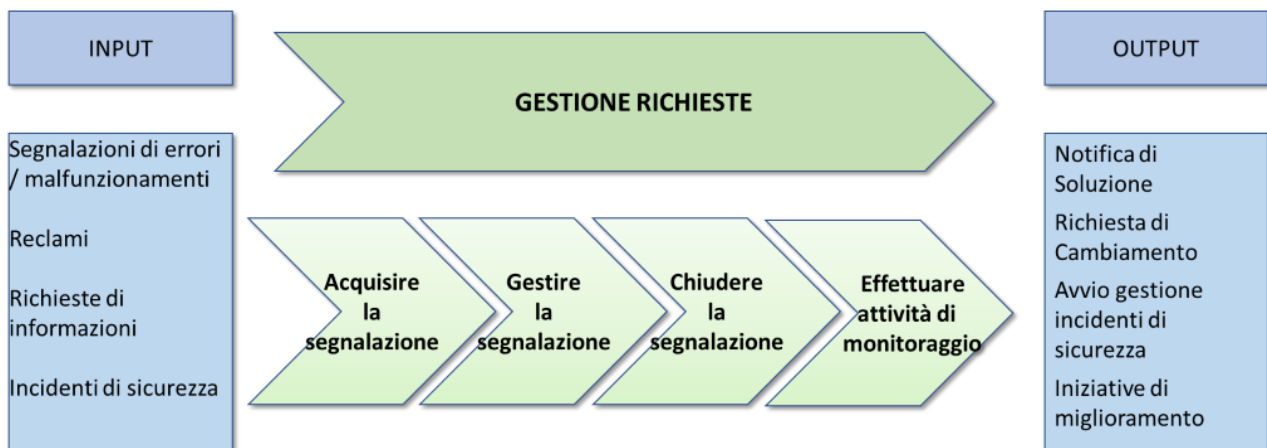 INPUT
GESTIONE RICHIESTE
OUTPUT
Segnalazioni di errori
/ malfunzionamenti
Reclami
Richieste di
informazioni
Incidenti di sicurezza
Acquisire
la
segnalazione
Gestire
la
segnalazione
Chiudere
la
segnalazione
Effettuare
attività di
monitoraggio
Notifica di
Soluzione
Richiesta di
Cambiamento
Avvio gestione
incidenti di
sicurezza
Iniziative di
miglioramento